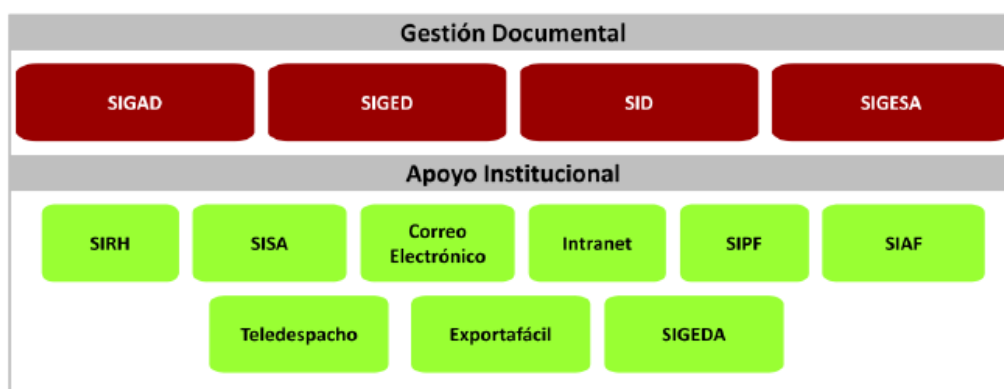 Gestión Documental
SIGAD
SIGED
SID
SIGESA
Apoyo Institucional
SIRH
SISA
Correo
Electrónico
Intranet
SIPF
SIAF
Teledespacho
Exportafácil
SIGEDA